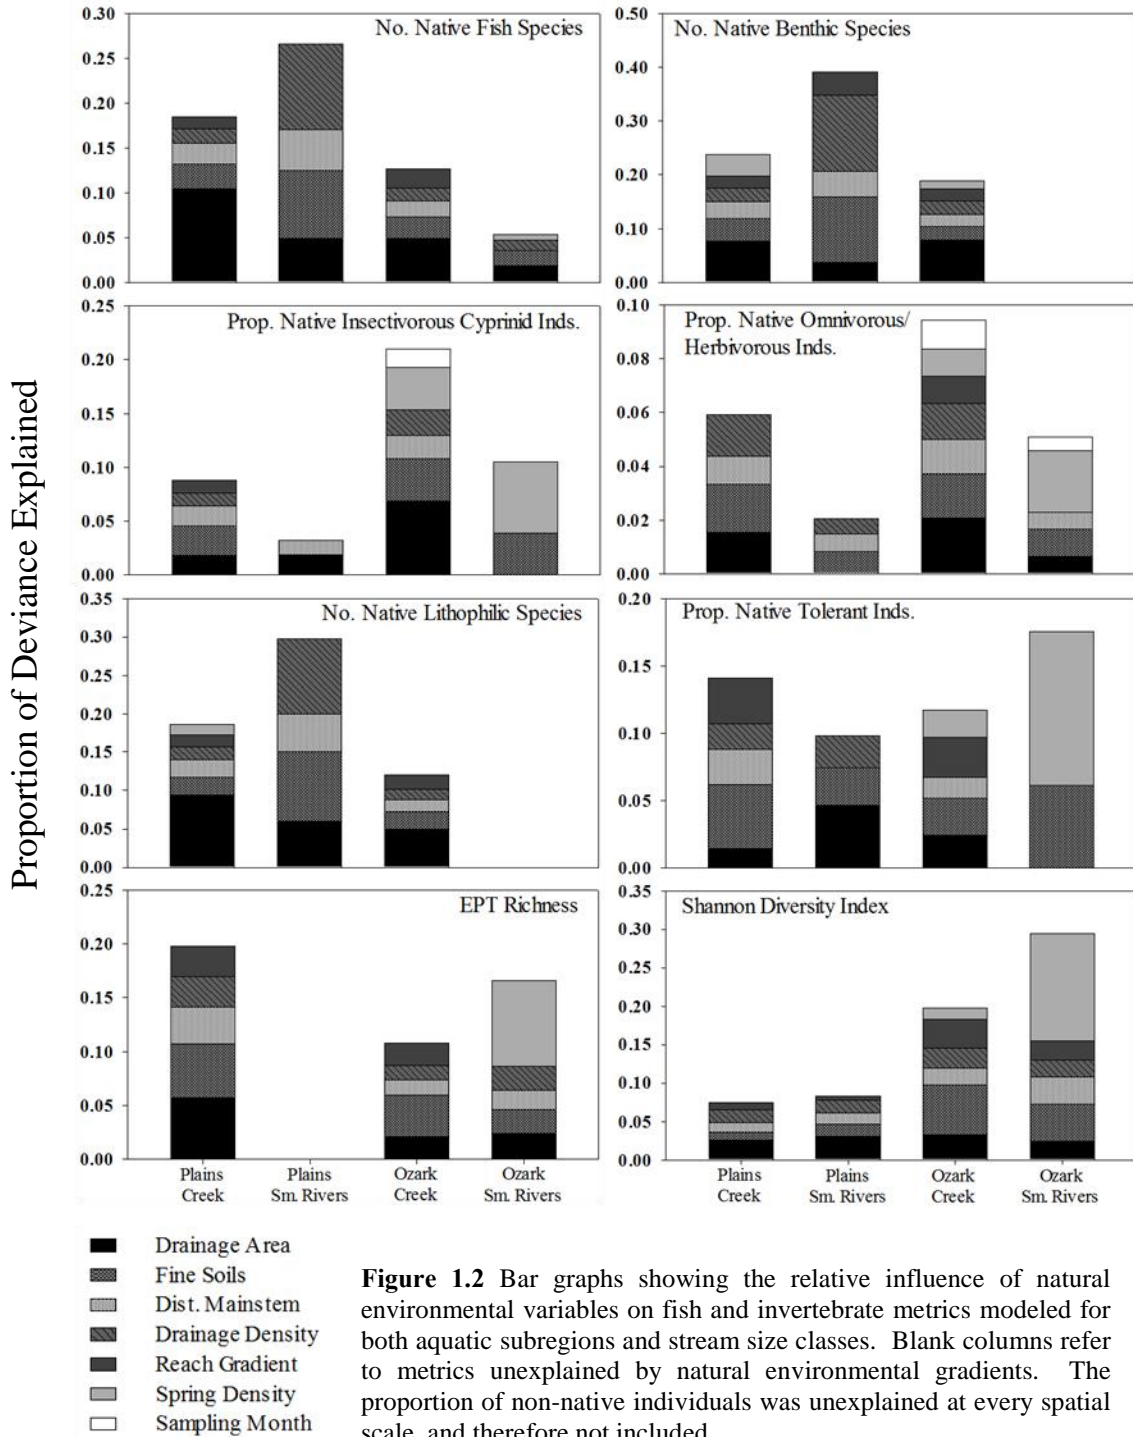 Proportion of Deviance Explained
No. Native Fish Species
0.30
0.25
0.20
0.15
0.10
0.05
0.00
No. Native Benthic Species
0.50
0.40
0.30
0.20
0.10
0.00
Prop. Native Insectivorous Cyprinid Inds.
0.25
0.20
0.15
0.10
0.05
0.00
Prop. Native Omnivorous/
Herbivorous Inds.
0.10
0.08
0.06
0.04
0.02
0.00
No. Native Lithophilic Species
0.35
0.30
0.25
0.20
0.15
0.10
0.05
0.00
Prop. Native Tolerant Inds.
0.20
0.15
0.10
0.05
0.00
EPT Richness
0.25
0.20
0.15
0.10
0.05
0.00
Plains
Creek
Plains
Sm. Rivers
Ozark
Creek
Ozark
Sm. Rivers
Shannon Diversity Index
0.35
0.30
0.25
0.20
0.15
0.10
0.05
0.00
Plains
Creek
Plains
Sm. Rivers
Ozark
Creek
Ozark
Sm. Rivers
Drainage Area
Fine Soils
Dist. Mainstem
Drainage Density
Reach Gradient
Spring Density
Sampling Month
Figure 1.2 Bar graphs showing the relative influence of natural
environmental variables on fish and invertebrate metrics modeled for
both aquatic subregions and stream size classes. Blank columns refer
to metrics unexplained by natural environmental gradients. The
proportion of non-native individuals was unexplained at every spatial
scale, and therefore not included